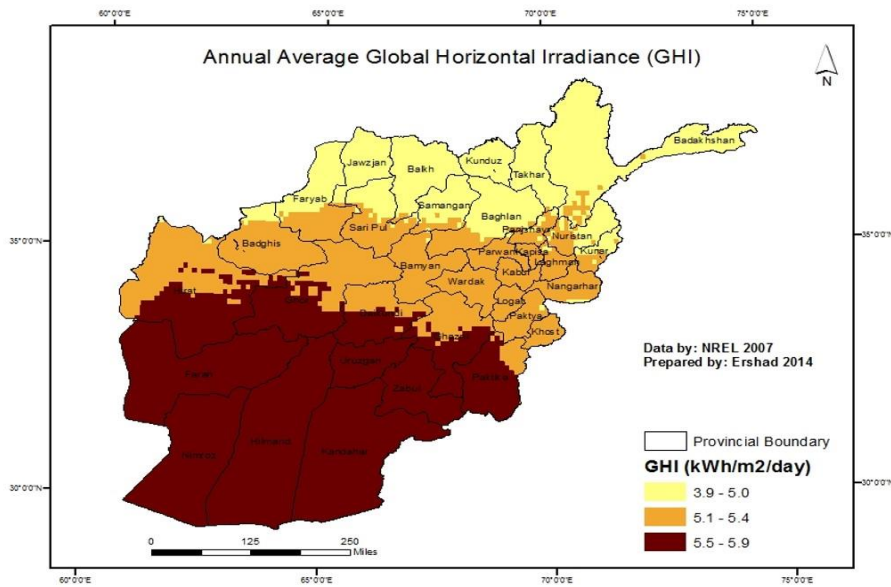 60°0'0"E 65°0'0"E 70°0'0"E 75°0'0"E
Annual Average Global Horizontal Irradiance (GHI)
N
Badakhshan
Jawzjan
Balkh
Kunduz
Takhar
Faryab
Samangan
Baghlan
35°0'0"N
35°0'0"N
Sari Pul
Nuristan
Kunar
Badghis
Parwan
Kapisa
Laghman
Bamyan
Kabul
Wardak
Nangarhar
Logar
Paktya
Khost
Uruzgan
Zabul
Paktika
Farah
Nimroz
Hilmand
Kandahar
Data by: NREL 2007
Prepared by: Ershad 2014
Provincial Boundary
GHI (kWh/m2/day)
3.9 - 5.0
5.1 - 5.4
5.5 - 5.9
30°0'0"N
30°0'0"N
0 125 250
Miles
60°0'0"E 65°0'0"E 70°0'0"E 75°0'0"E